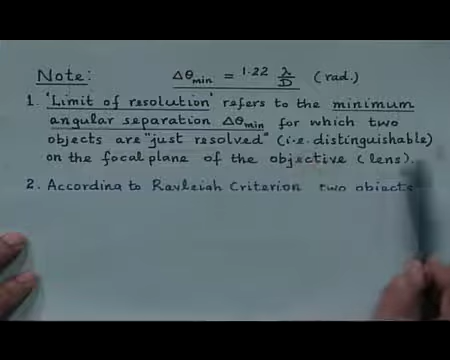 Note: Δθmin = 1.22 λ/D (rad.)
1. 'Limit of resolution' refers to the minimum
angular separation Δθmin for which two
objects are "just resolved" (i.e. distinguishable)
on the focal plane of the objective (lens).
2. According to Rayleigh Criterion two objects